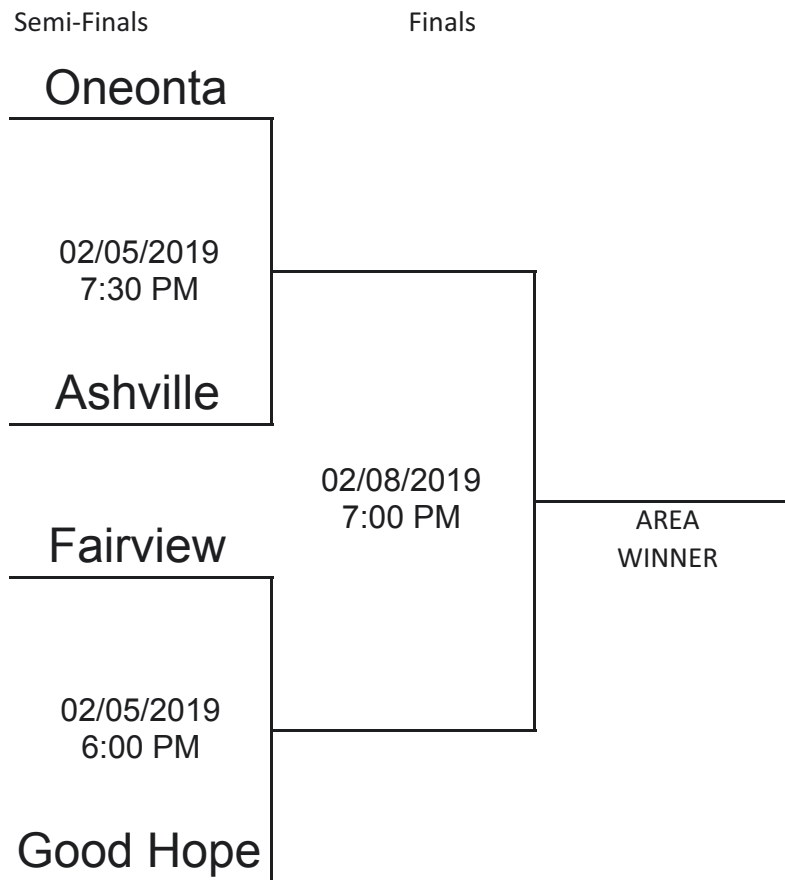 Semi-Finals
Finals
Oneonta
02/05/2019
7:30 PM
Ashville
02/08/2019
7:00 PM
AREA
WINNER
Fairview
02/05/2019
6:00 PM
Good Hope